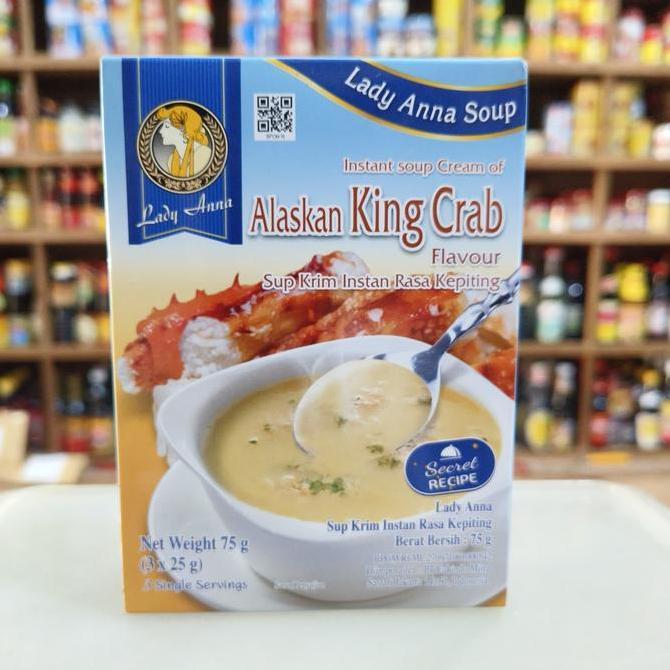 Lady Anna Soup
Lady Anna
Instant soup Cream of
Alaskan King Crab
Flavour
Sup Krim Instan Rasa Kepiting
Secret
RECIPE
Lady Anna
Sup Krim Instan Rasa Kepiting
Berat Bersih : 75 g
Net Weight 75 g
(3 x 25 g)
3 Single Servings